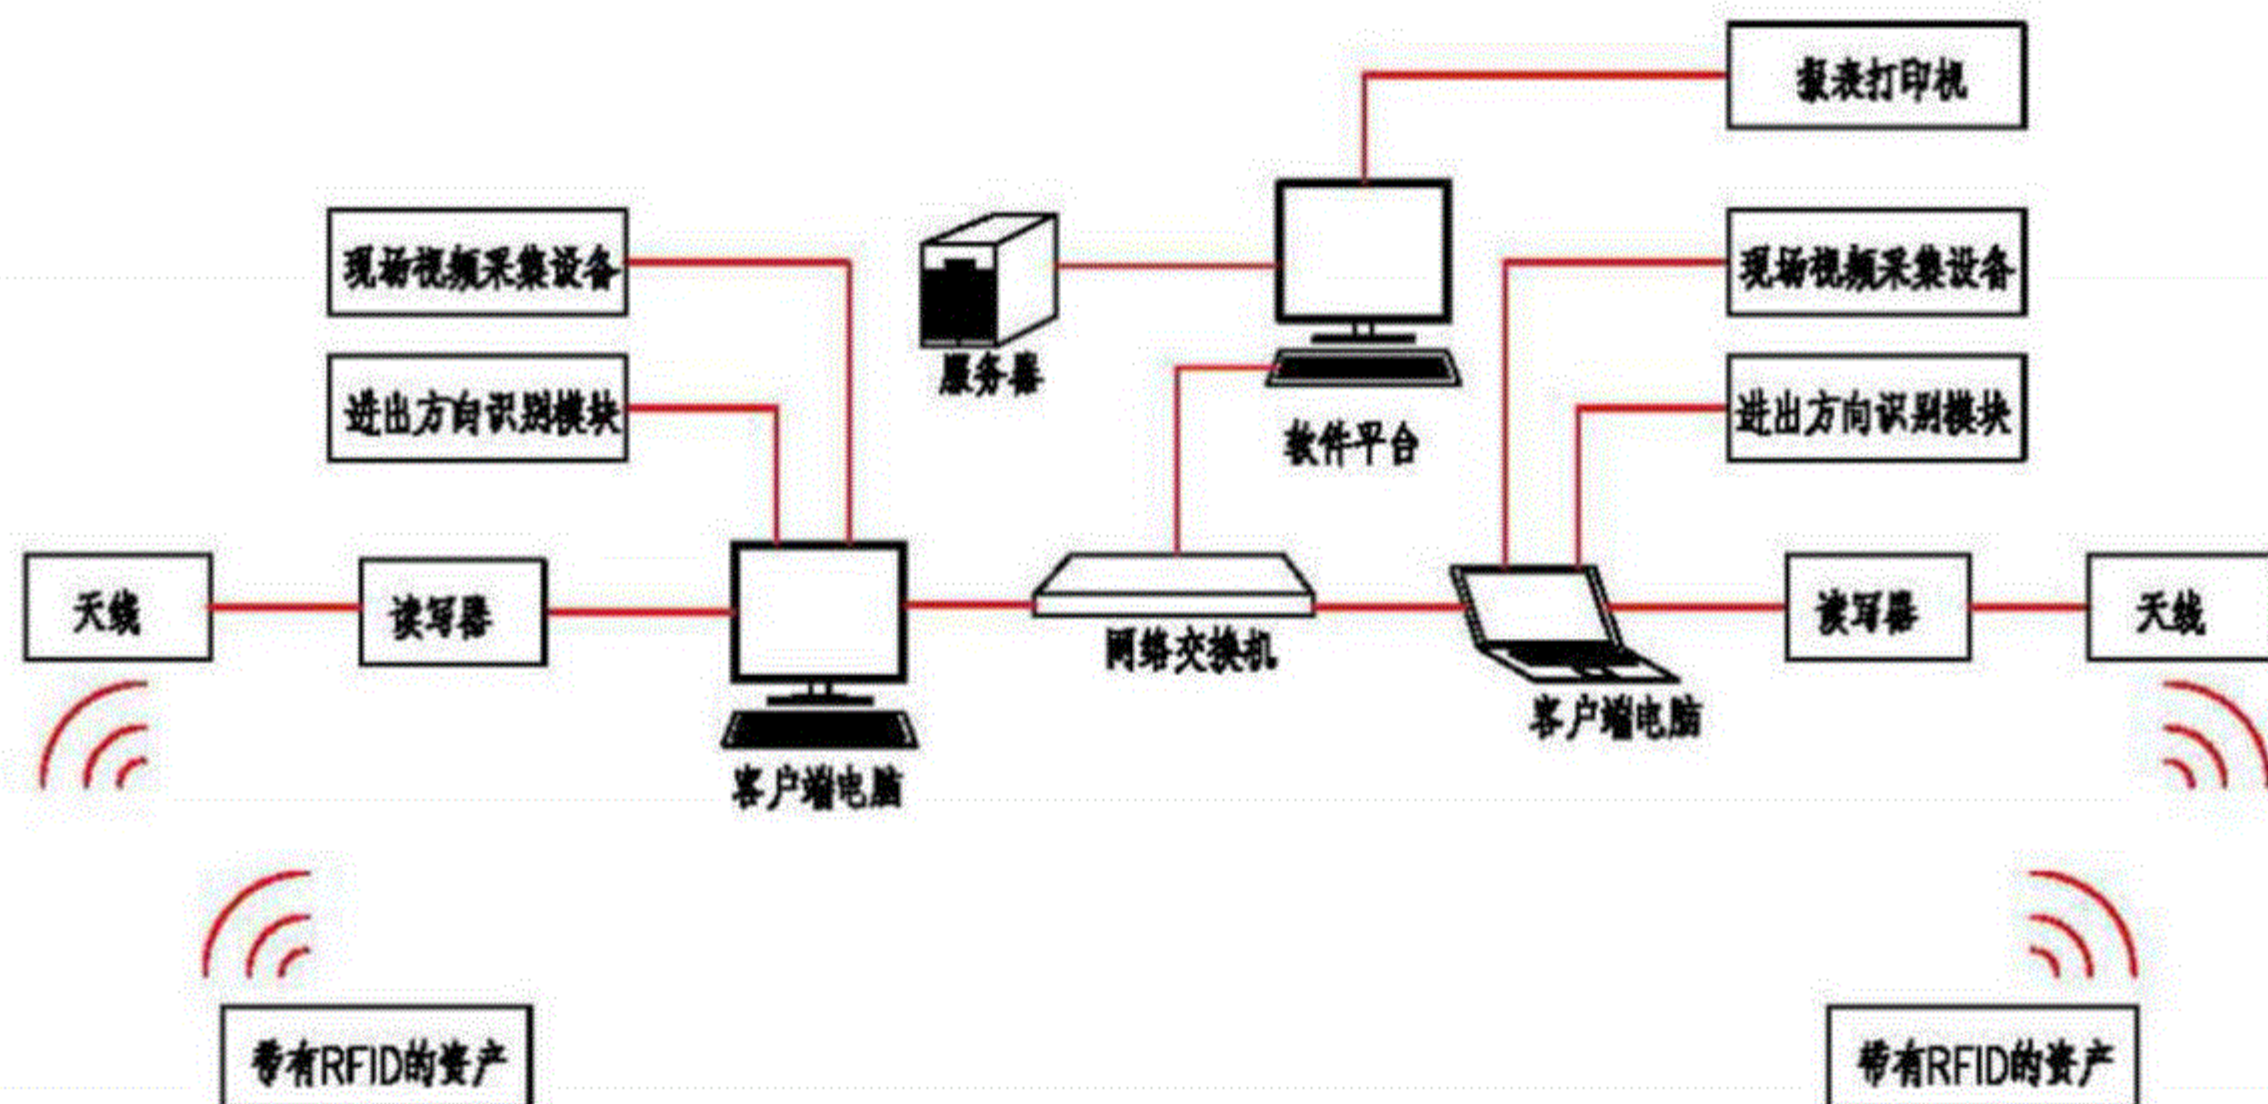 报表打印机
现场视频采集设备
现场视频采集设备
服务器
进出方向识别模块
软件平台
进出方向识别模块
天线
读写器
读写器
天线
网络交换机
客户端电脑
客户端电脑
带有RFID的资产
带有RFID的资产